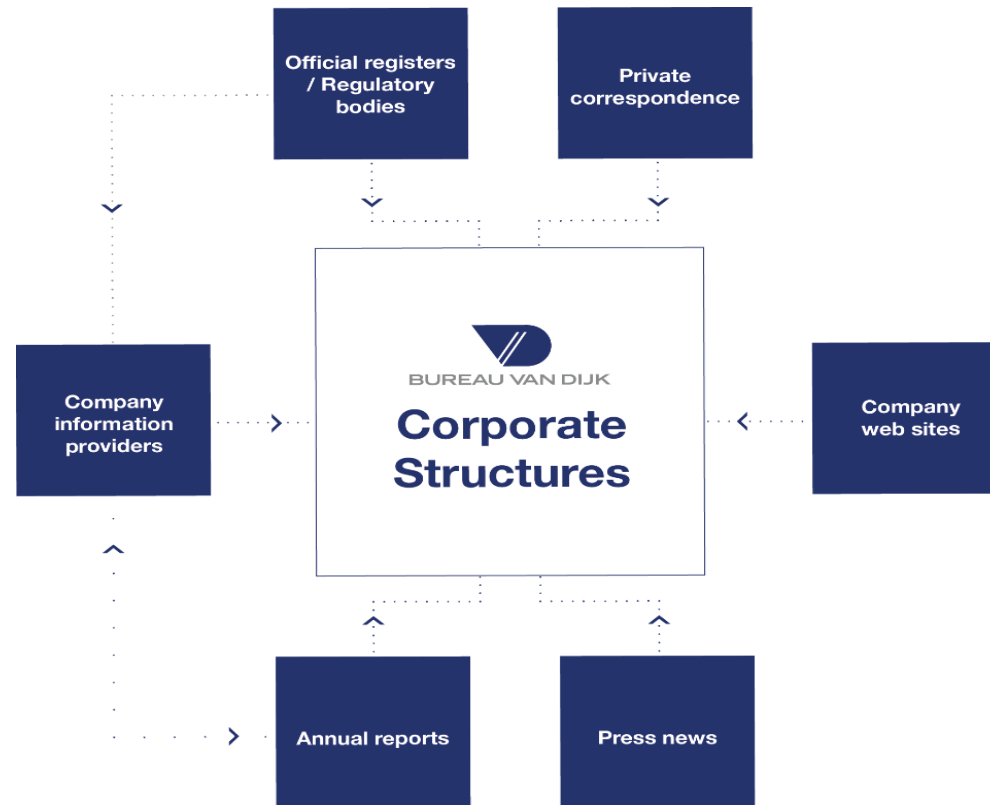 Official registers
/ Regulatory
bodies
Private
correspondence
BUREAU VAN DIJK
Corporate
Structures
Company
information
providers
Company
web sites
Annual reports
Press news